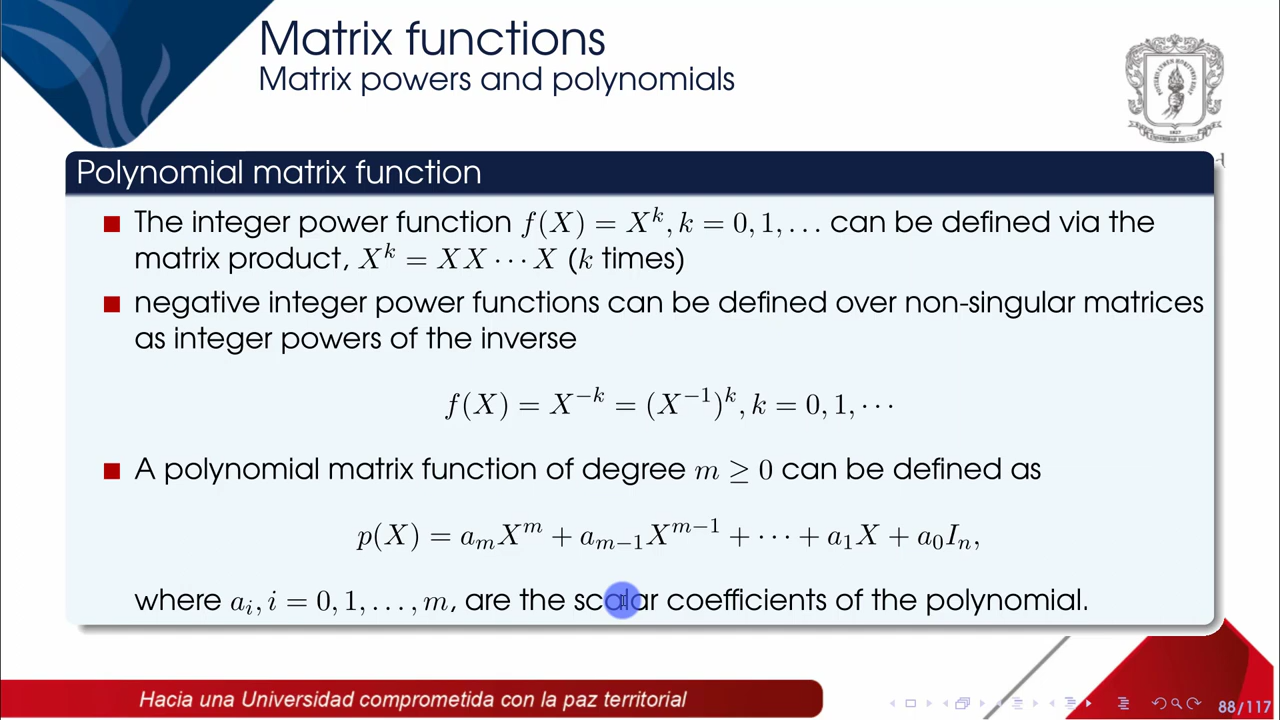 Matrix functions
Matrix powers and polynomials
Polynomial matrix function
The integer power function f(X) = X^k, k = 0, 1, ... can be defined via the
matrix product, X^k = XX ··· X (k times)
negative integer power functions can be defined over non-singular matrices
as integer powers of the inverse
f(X) = X^{-k} = (X^{-1})^k, k = 0, 1, ···
A polynomial matrix function of degree m ≥ 0 can be defined as
p(X) = a_m X^m + a_{m-1} X^{m-1} + ··· + a_1 X + a_0 I_n,
where a_i, i = 0, 1, ..., m, are the scalar coefficients of the polynomial.
Hacia una Universidad comprometida con la paz territorial
88/117